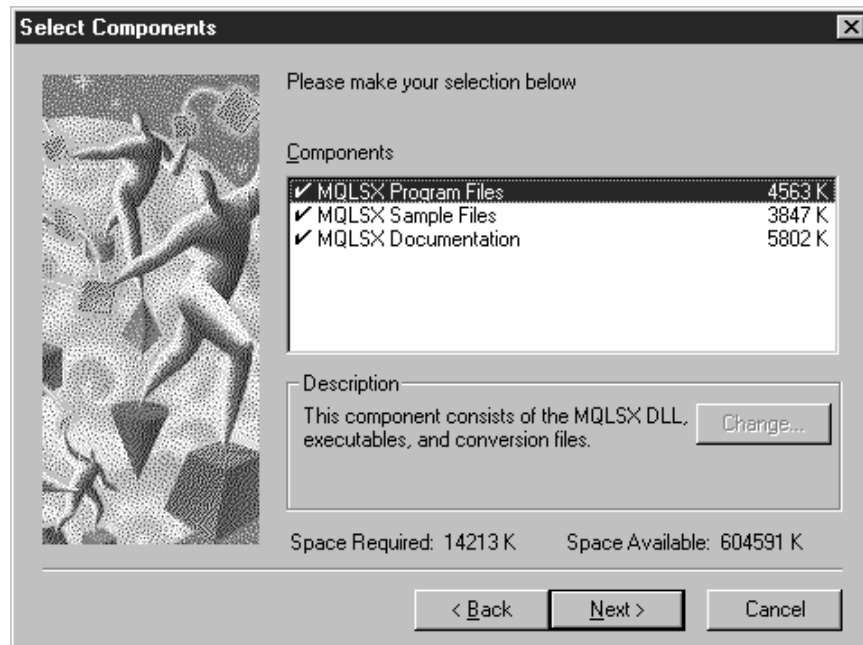 Select Components
Please make your selection below
Components
✔ MQLSX Program Files 4563 K
✔ MQLSX Sample Files 3847 K
✔ MQLSX Documentation 5802 K
Description
This component consists of the MQLSX DLL,
executables, and conversion files.
Change...
Space Required: 14213 K Space Available: 604591 K
< Back Next > Cancel